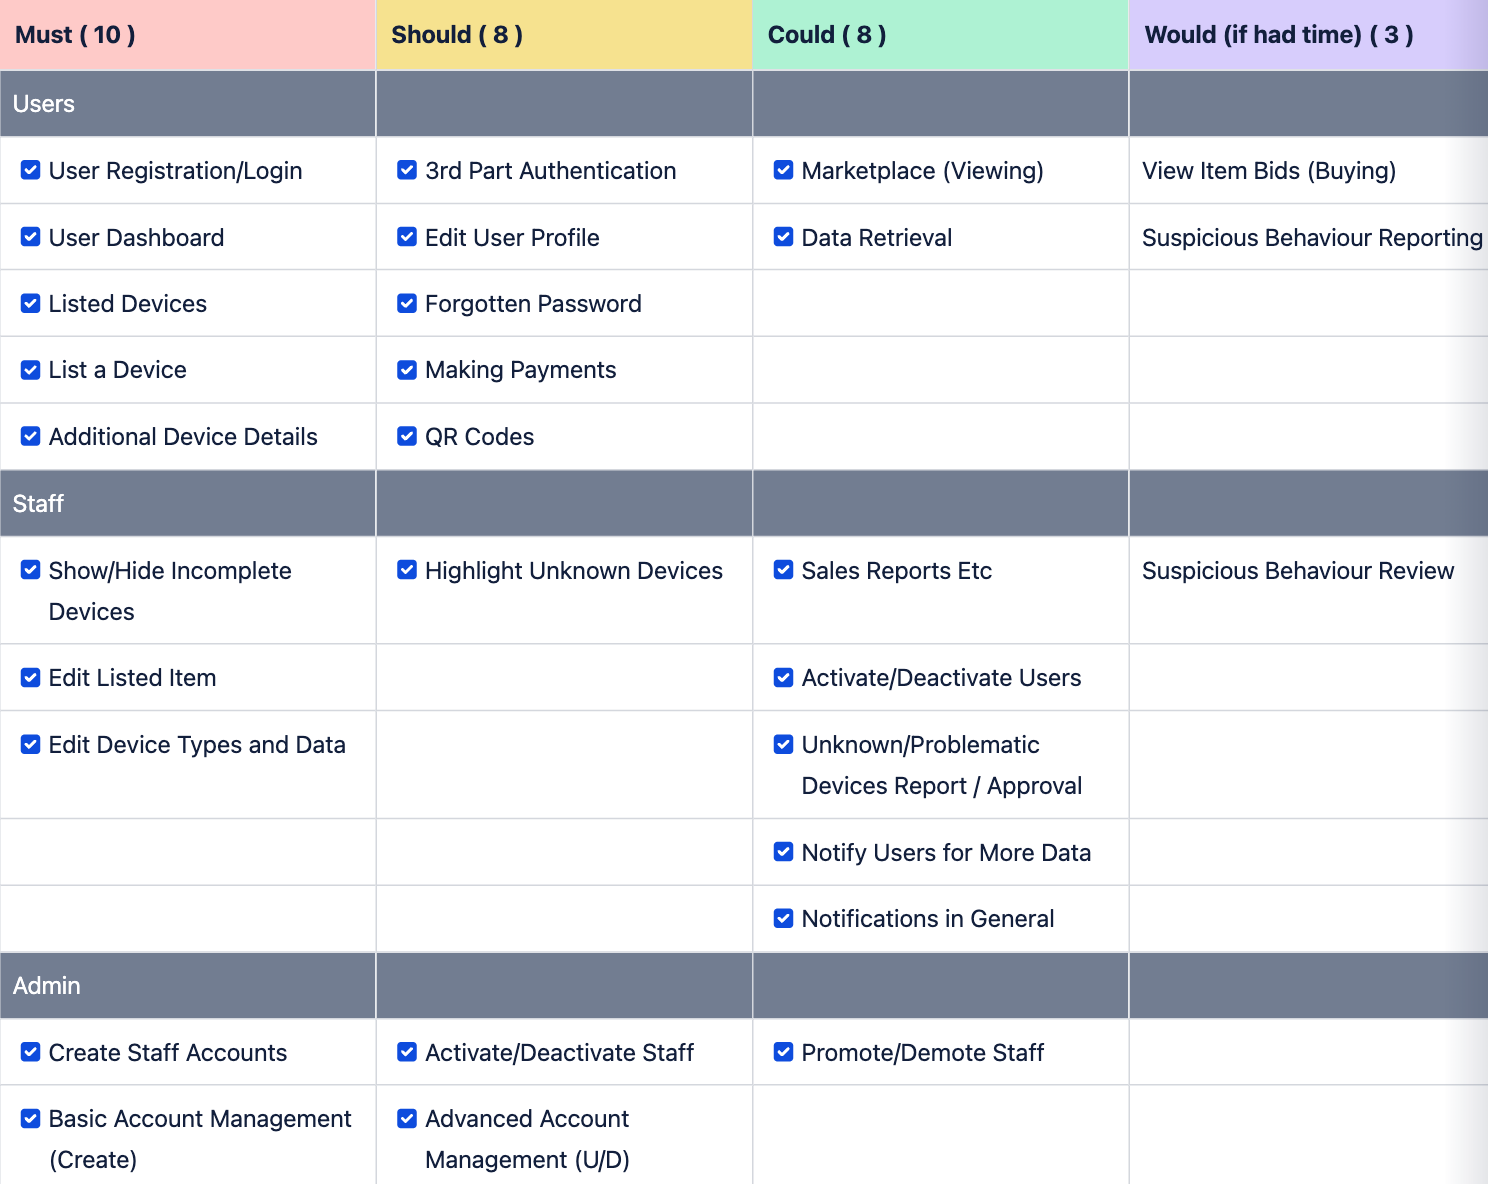 Must ( 10 ) Should ( 8 ) Could ( 8 ) Would (if had time) ( 3 )
Users
User Registration/Login 3rd Part Authentication Marketplace (Viewing) View Item Bids (Buying)
User Dashboard Edit User Profile Data Retrieval Suspicious Behaviour Reporting
Listed Devices Forgotten Password
List a Device Making Payments
Additional Device Details QR Codes
Staff
Show/Hide Incomplete Highlight Unknown Devices Sales Reports Etc Suspicious Behaviour Review
Devices
Edit Listed Item Activate/Deactivate Users
Edit Device Types and Data Unknown/Problematic
Devices Report / Approval
Notify Users for More Data
Notifications in General
Admin
Create Staff Accounts Activate/Deactivate Staff Promote/Demote Staff
Basic Account Management Advanced Account
(Create) Management (U/D)